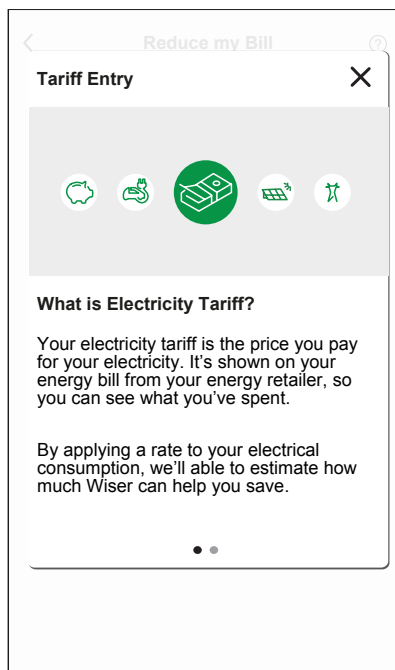 Reduce my Bill
Tariff Entry
What is Electricity Tariff?
Your electricity tariff is the price you pay
for your electricity. It’s shown on your
energy bill from your energy retailer, so
you can see what you’ve spent.
By applying a rate to your electrical
consumption, we’ll able to estimate how
much Wiser can help you save.